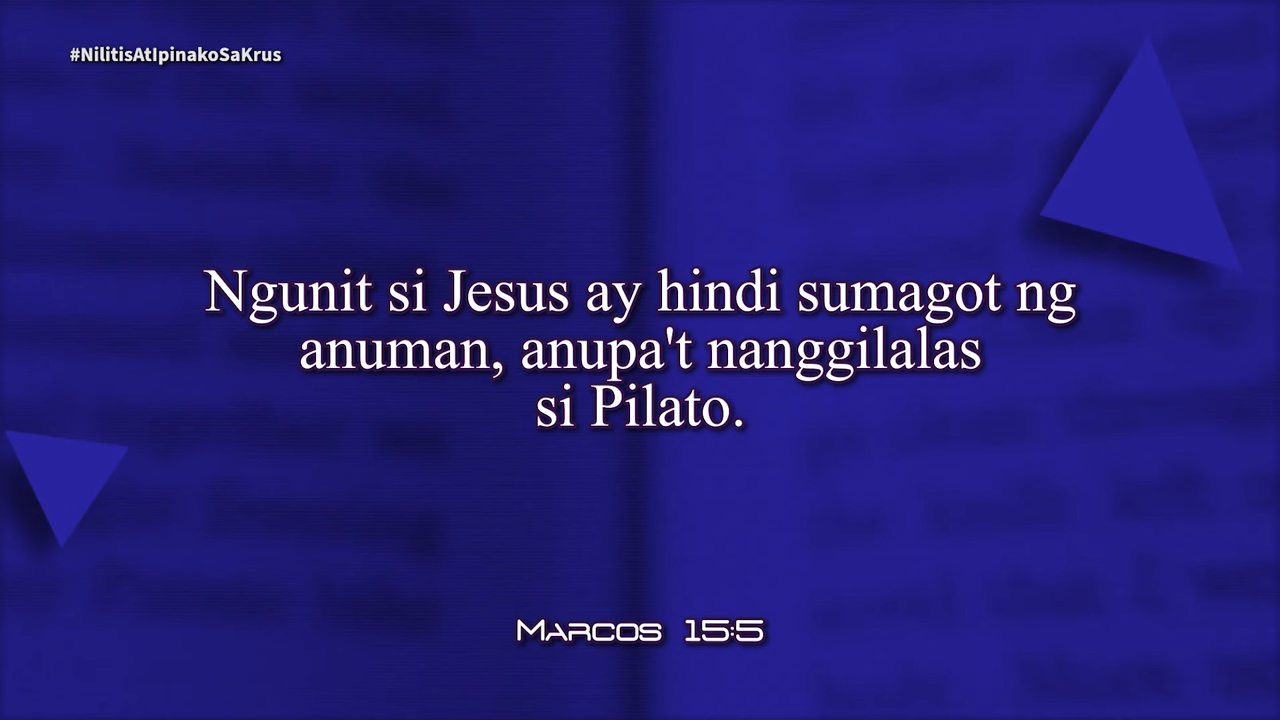 #NilitisAtIpinakoSaKrus
Ngunit si Jesus ay hindi sumagot ng
anuman, anupa't nanggilalas
si Pilato.
Marcos 15:5